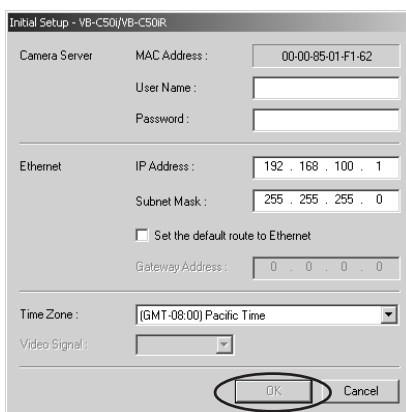 Initial Setup - VB-C50i/VB-C50iR
Camera Server MAC Address : 00-00-85-01-F1-62
User Name :
Password :
Ethernet IP Address : 192 . 168 . 100 . 1
Subnet Mask : 255 . 255 . 255 . 0
Set the default route to Ethernet
Gateway Address : 0 . 0 . 0 . 0
Time Zone : (GMT-08:00) Pacific Time
Video Signal :
OK Cancel